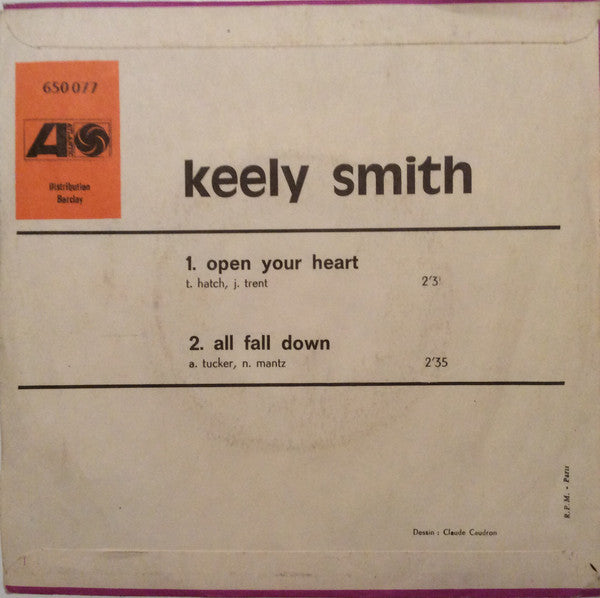 650 077
ATLANTIC
Distribution
Barclay
keely smith
1. open your heart
t. hatch, j. trent
2. all fall down
a. tucker, n. mantz 2'35
R.P.M. - Paris
Dessin : Claude Caudron